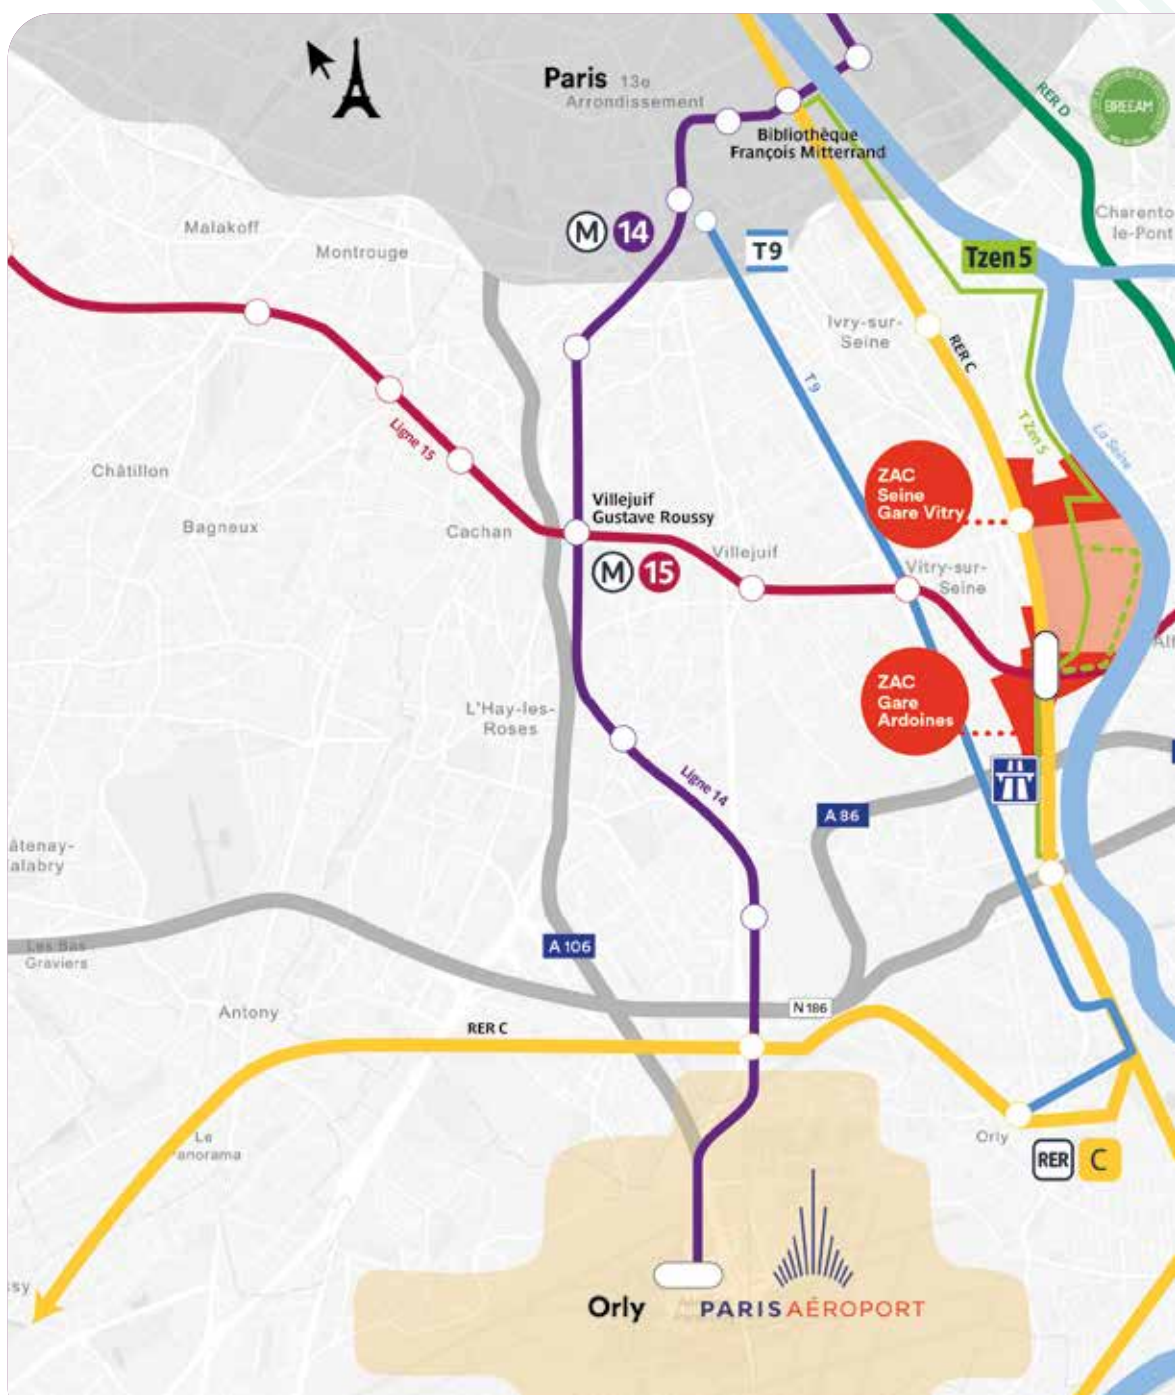 Paris 13e
Arrondissement
RER D
BREEAM
Bibliothèque
François Mitterrand
Malakoff
Montrouge
M 14
T9
Tzen 5
Charento
le-Pont
Ivry-sur-
Seine
RER C
T9
T Zen 5
La Seine
Ligne 15
Châtillon
Bagneux
Cachan
Villejuif
Gustave Roussy
M 15
Villejuif
ZAC
Seine
Gare Vitry
Vitry-sur-
Seine
Alf
ZAC
Gare
Ardoines
L'Hay-les-
Roses
Ligne 14
A 86
âtenay-
alabry
A 106
Les Bas
Graviers
N 186
Antony
RER C
Le
anorama
Orly
RER C
ssy
Orly
PARIS AÉROPORT